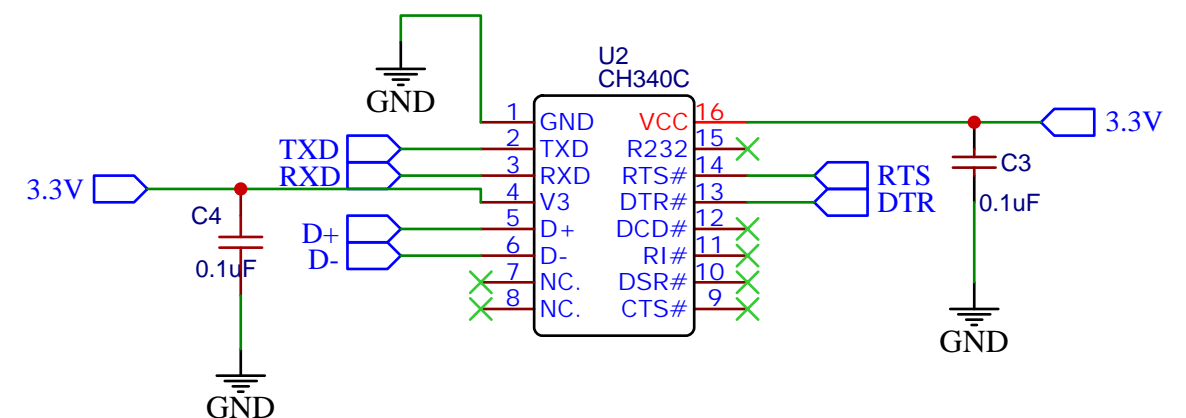 U2
CH340C
GND
1 GND
2 TXD
3 RXD
4 V3
5 D+
6 D-
7 NC.
8 NC.
VCC 16
R232 15
RTS# 14
DTR# 13
DCD# 12
RI# 11
DSR# 10
CTS# 9
TXD
RXD
3.3V
C4
0.1uF
D+
D-
GND
3.3V
C3
0.1uF
RTS
DTR
GND